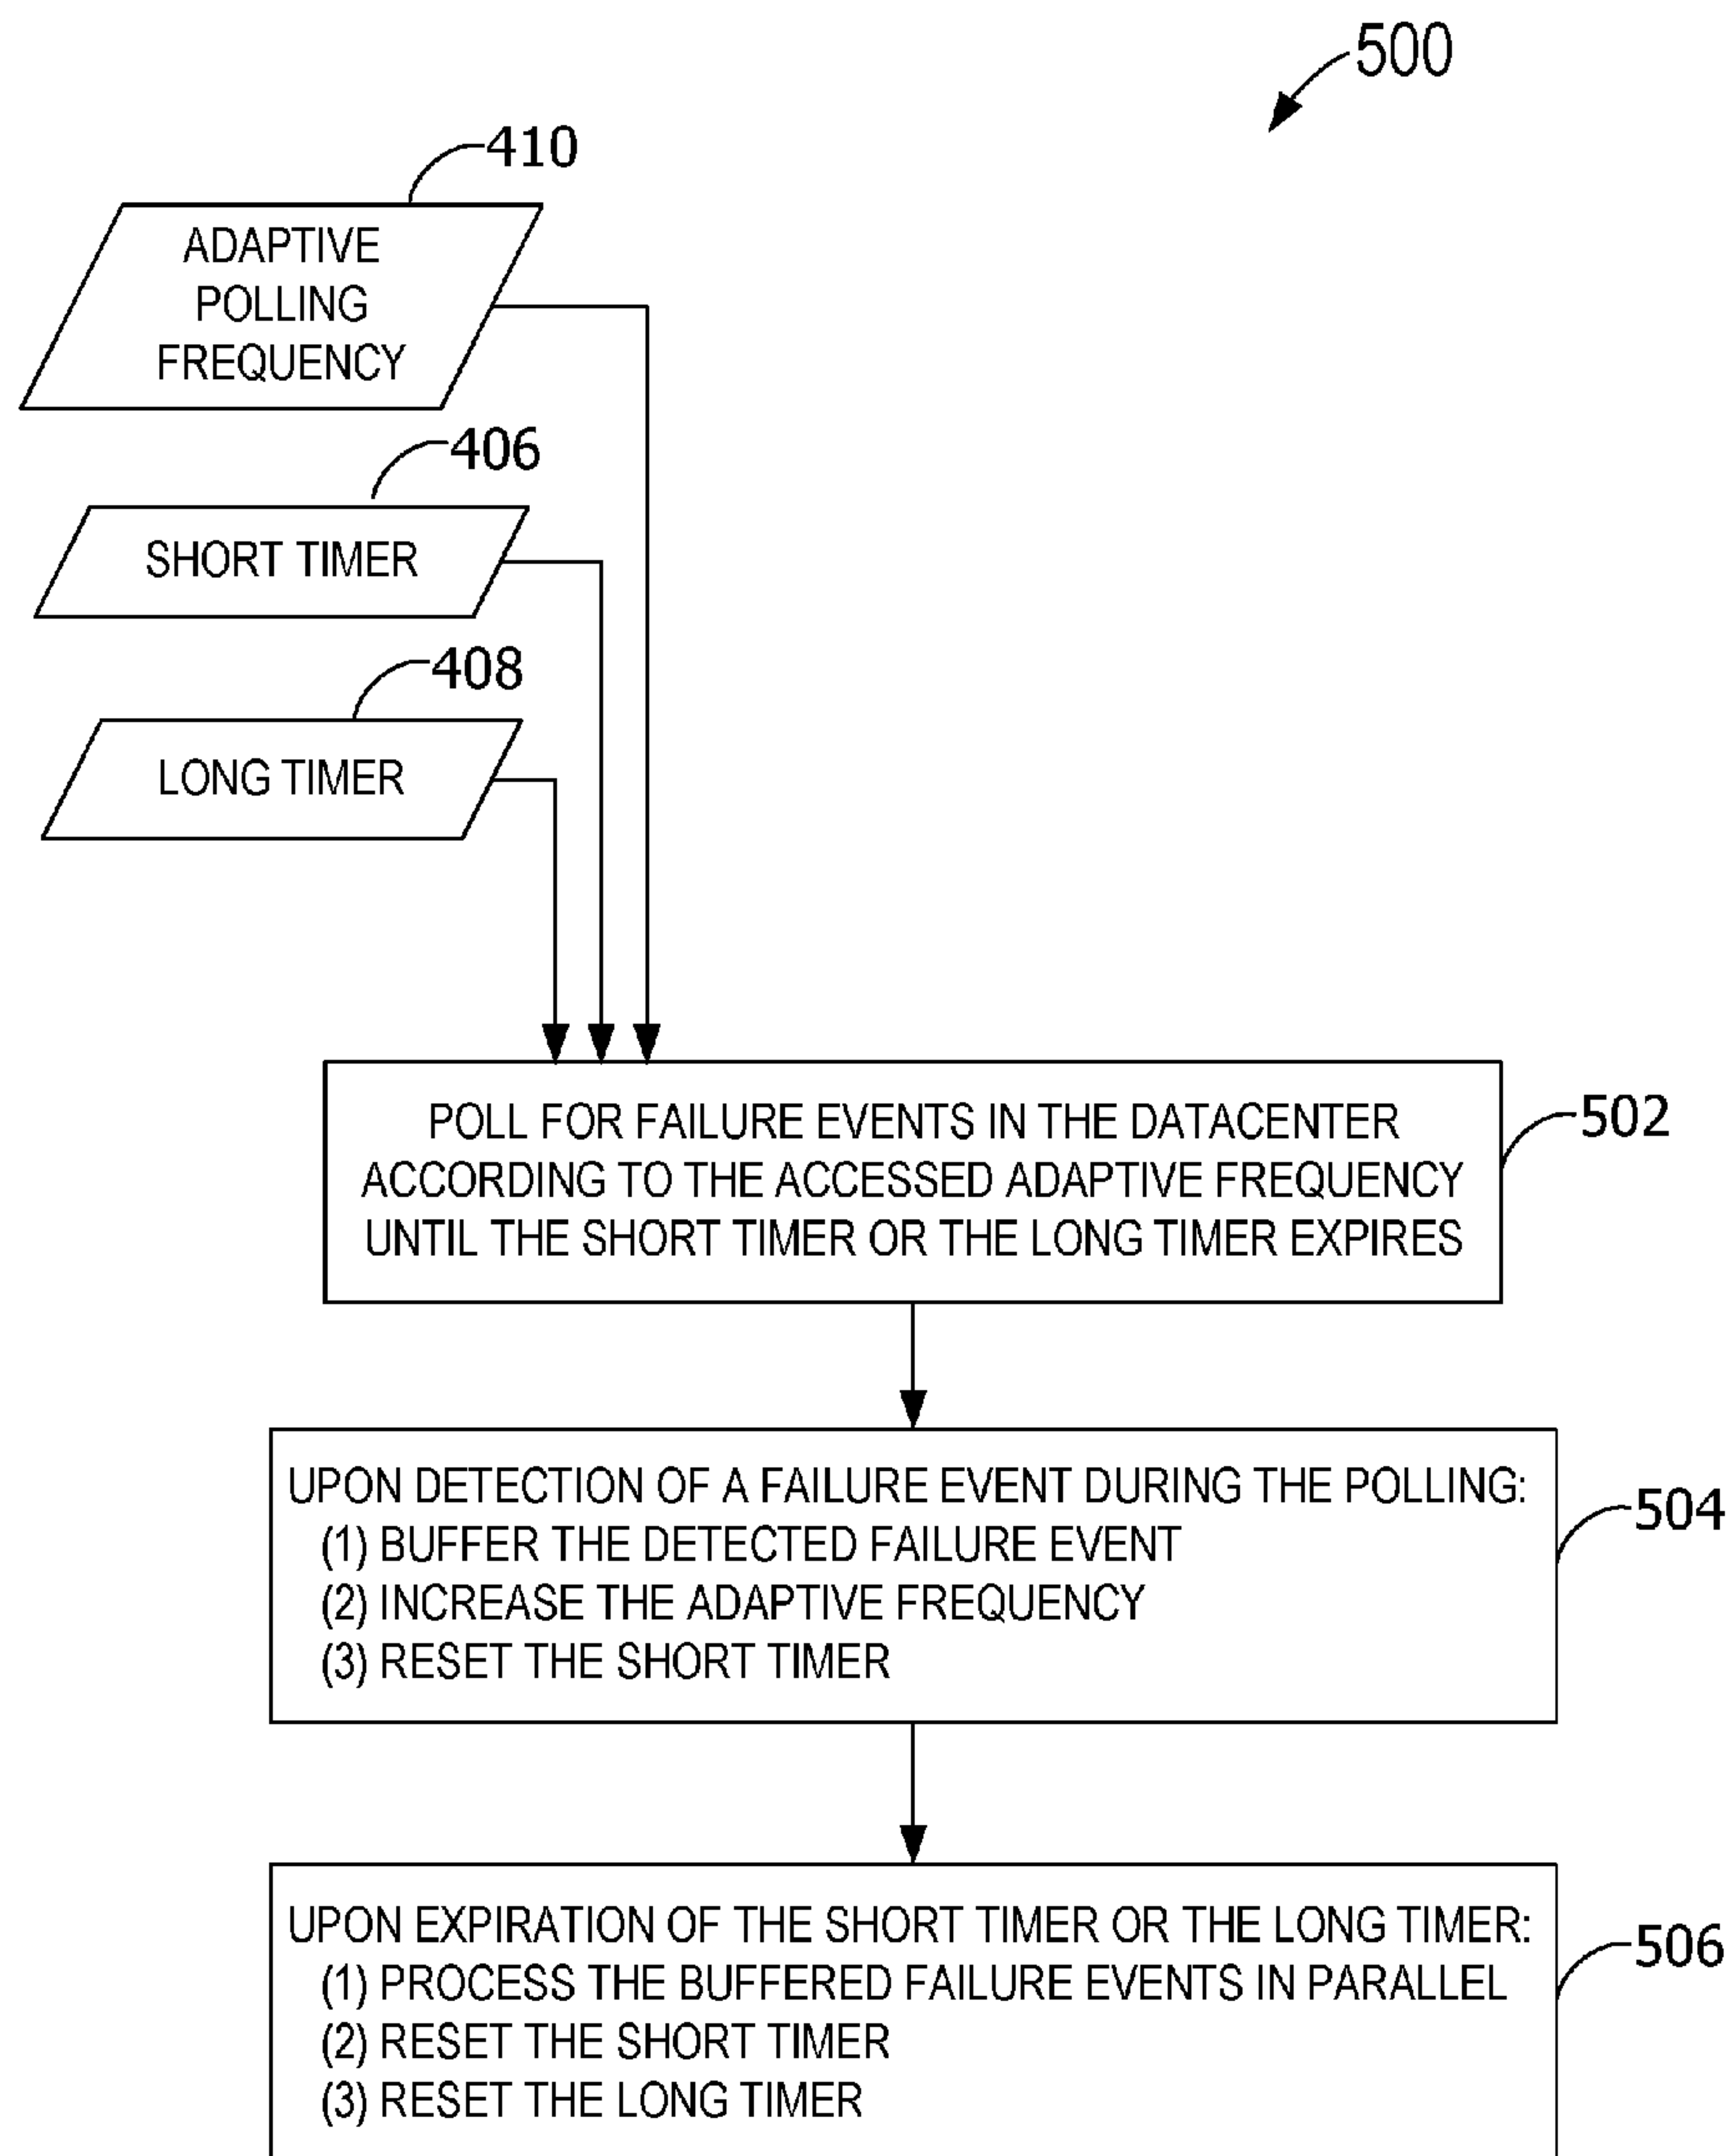 500
410
ADAPTIVE
POLLING
FREQUENCY
406
SHORT TIMER
408
LONG TIMER
POLL FOR FAILURE EVENTS IN THE DATACENTER
ACCORDING TO THE ACCESSED ADAPTIVE FREQUENCY
UNTIL THE SHORT TIMER OR THE LONG TIMER EXPIRES
502
UPON DETECTION OF A FAILURE EVENT DURING THE POLLING:
(1) BUFFER THE DETECTED FAILURE EVENT
(2) INCREASE THE ADAPTIVE FREQUENCY
(3) RESET THE SHORT TIMER
504
UPON EXPIRATION OF THE SHORT TIMER OR THE LONG TIMER:
(1) PROCESS THE BUFFERED FAILURE EVENTS IN PARALLEL
(2) RESET THE SHORT TIMER
(3) RESET THE LONG TIMER
506